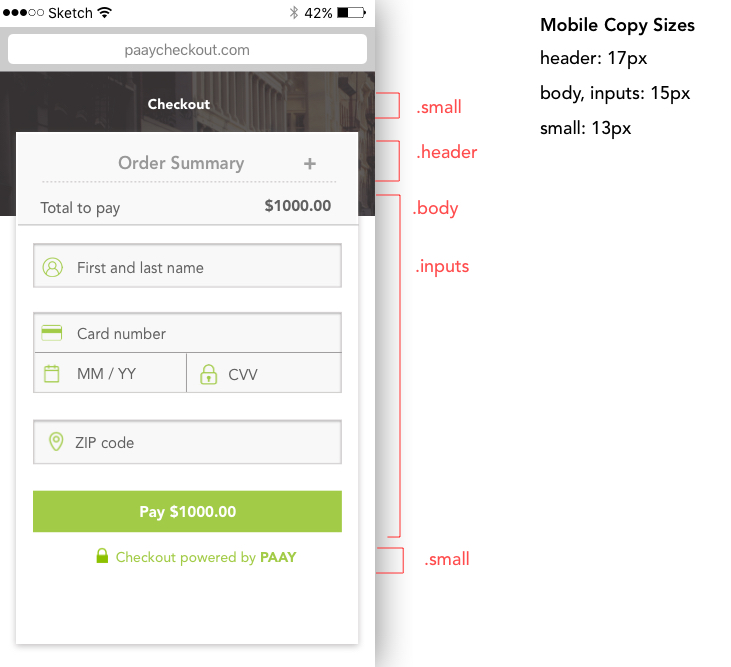 Sketch 42%
paaycheckout.com
Checkout
Order Summary +
Total to pay $1000.00
First and last name
Card number
MM / YY CVV
ZIP code
Pay $1000.00
Checkout powered by PAAY
.small
.header
.body
.inputs
.small
Mobile Copy Sizes
header: 17px
body, inputs: 15px
small: 13px